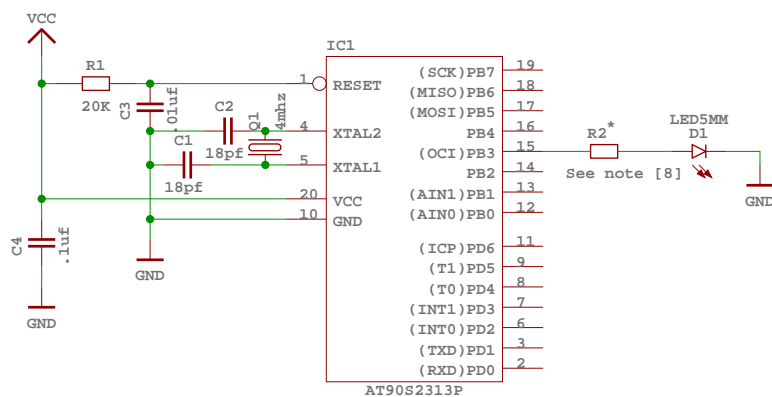 VCC
R1
20K
C3
.01uf
C2
18pf
Q1
4mhz
C1
18pf
C4
.1uf
GND
GND
IC1
1 RESET
4 XTAL2
5 XTAL1
20 VCC
10 GND
(SCK)PB7 19
(MISO)PB6 18
(MOSI)PB5 17
PB4 16
(OCI)PB3 15
PB2 14
(AIN1)PB1 13
(AIN0)PB0 12
(ICP)PD6 11
(T1)PD5 9
(T0)PD4 8
(INT1)PD3 7
(INT0)PD2 6
(TXD)PD1 3
(RXD)PD0 2
AT90S2313P
R2*
See note [8]
LED5MM
D1
GND